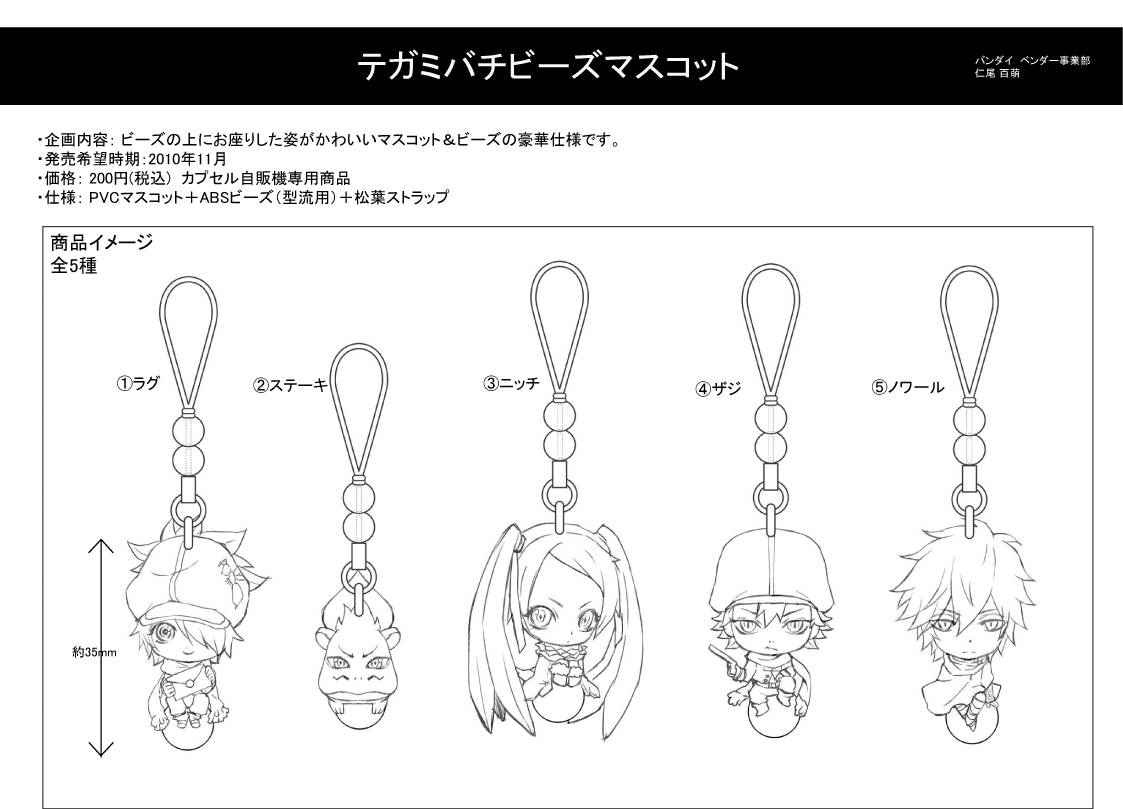 テガミバチビーズマスコット
バンダイ ベンダー事業部
仁尾 百萌
・企画内容： ビーズの上にお座りした姿がかわいいマスコット＆ビーズの豪華仕様です。
・発売希望時期：2010年11月
・価格： 200円(税込) カプセル自販機専用商品
・仕様： PVCマスコット＋ABSビーズ（型流用）＋松葉ストラップ
商品イメージ
全5種
①ラグ
②ステーキ
③ニッチ
④ザジ
⑤ノワール
約35mm